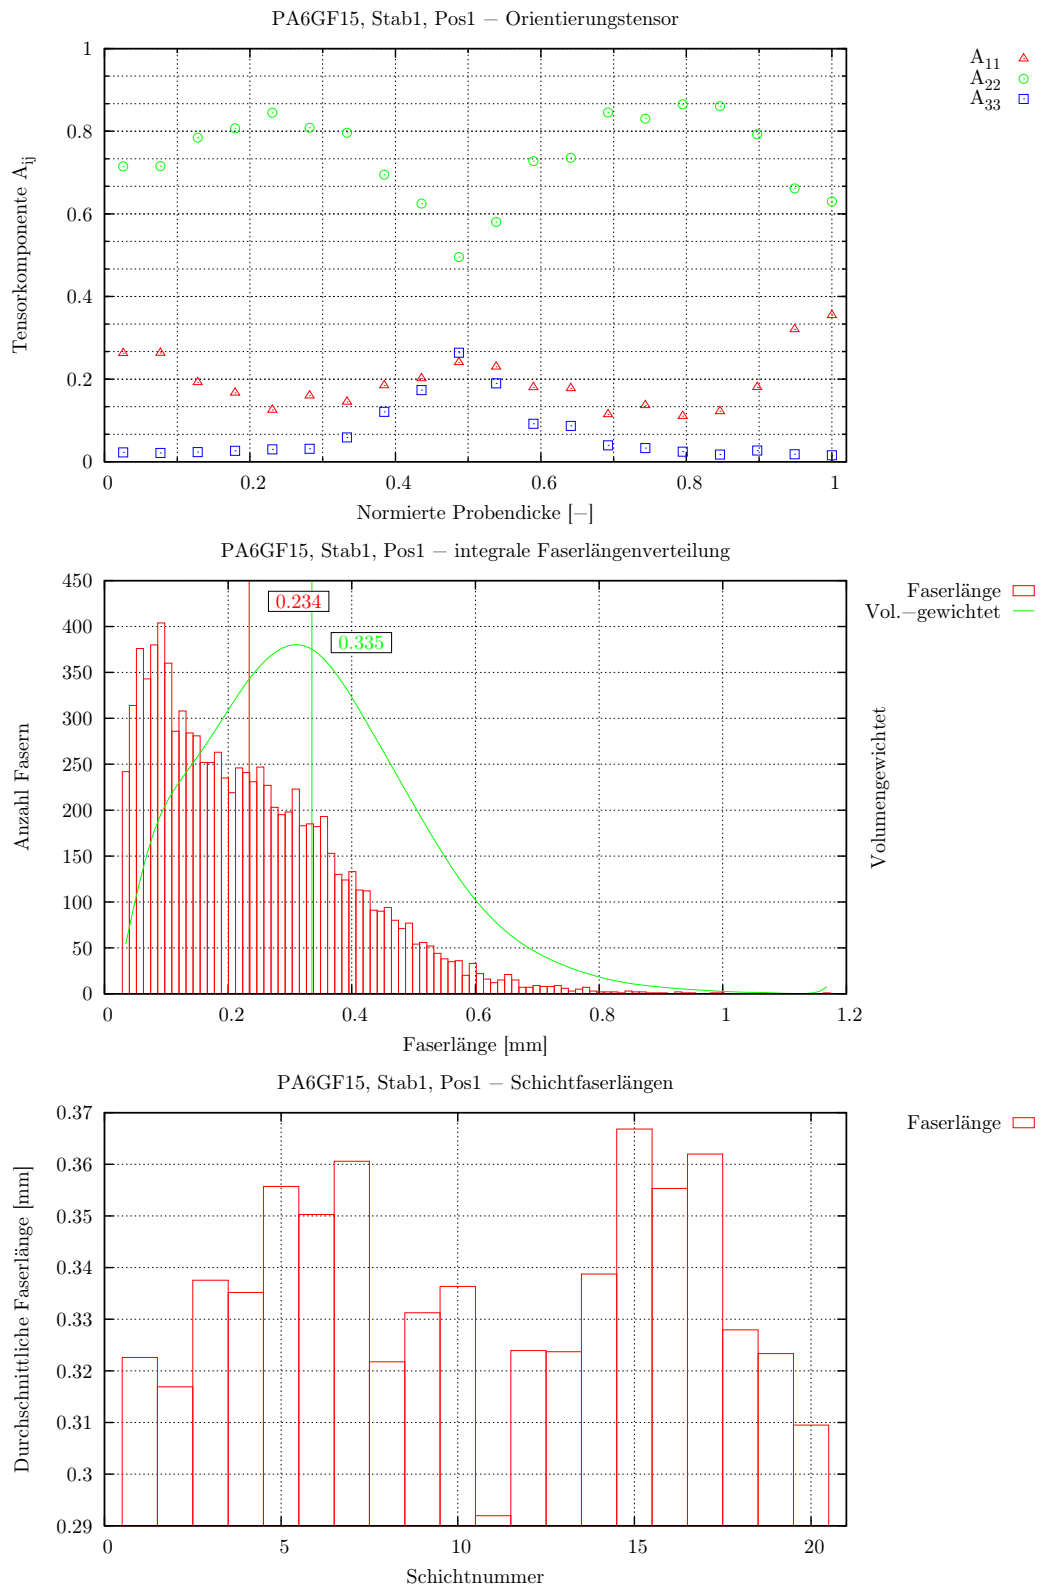 PA6GF15, Stab1, Pos1 − Orientierungstensor
A11
A22
A33
Tensorkomponente Aij
1
0.8
0.6
0.4
0.2
0
0 0.2 0.4 0.6 0.8 1
Normierte Probendicke [−]
PA6GF15, Stab1, Pos1 − integrale Faserlängenverteilung
Faserlänge
Vol.−gewichtet
0.234
0.335
Anzahl Fasern
Volumengewichtet
450
400
350
300
250
200
150
100
50
0
0 0.2 0.4 0.6 0.8 1 1.2
Faserlänge [mm]
PA6GF15, Stab1, Pos1 − Schichtfaserlängen
Faserlänge
Durchschnittliche Faserlänge [mm]
0.37
0.36
0.35
0.34
0.33
0.32
0.31
0.3
0.29
0 5 10 15 20
Schichtnummer